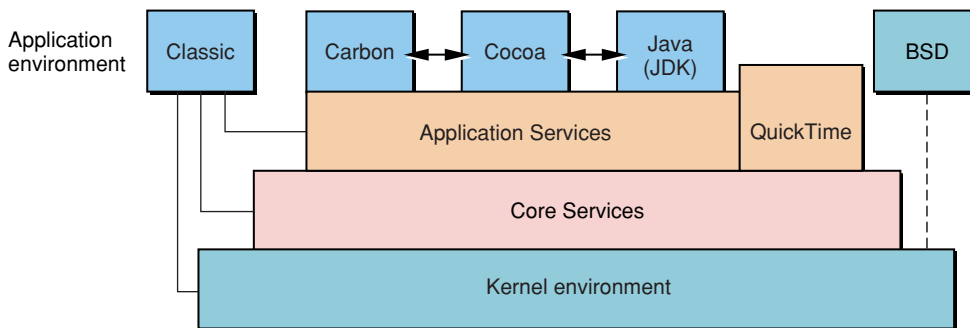 Application
environment
Classic
Carbon
Cocoa
Java
(JDK)
BSD
Application Services
QuickTime
Core Services
Kernel environment